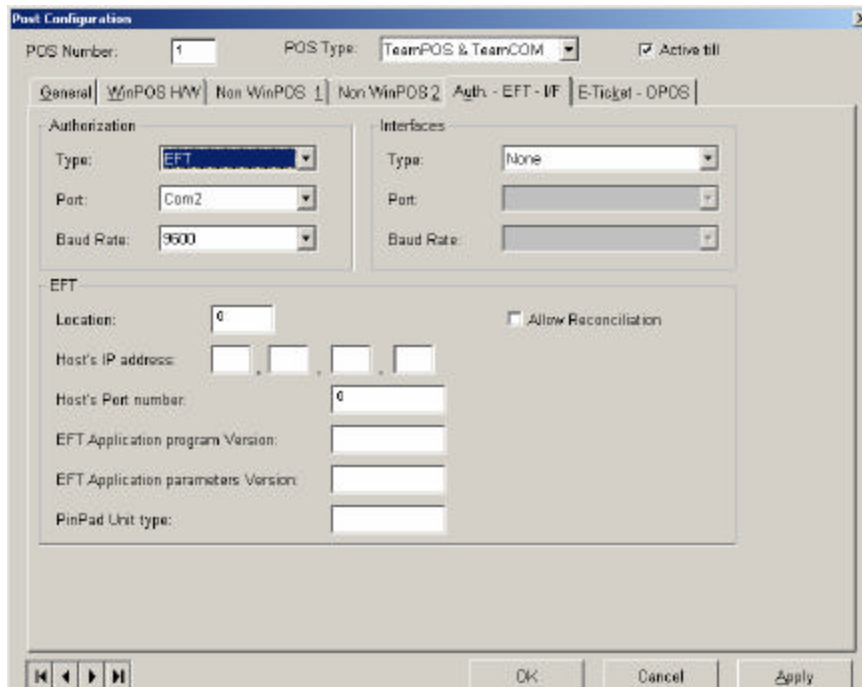 Post Configuration
POS Number: 1 POS Type: TeamPOS & TeamCOM Active till
General WinPOS H/W Non WinPOS 1 Non WinPOS 2 Auth. - EFT - I/F E-Ticket - OPOS
Authorization Interfaces
Type: EFT Type: None
Port: Com2 Port:
Baud Rate: 9600 Baud Rate:
EFT
Location: 0 Allow Reconciliation
Host's IP address: . . .
Host's Port number: 0
EFT Application program Version:
EFT Application parameters Version:
PinPad Unit type:
OK Cancel Apply